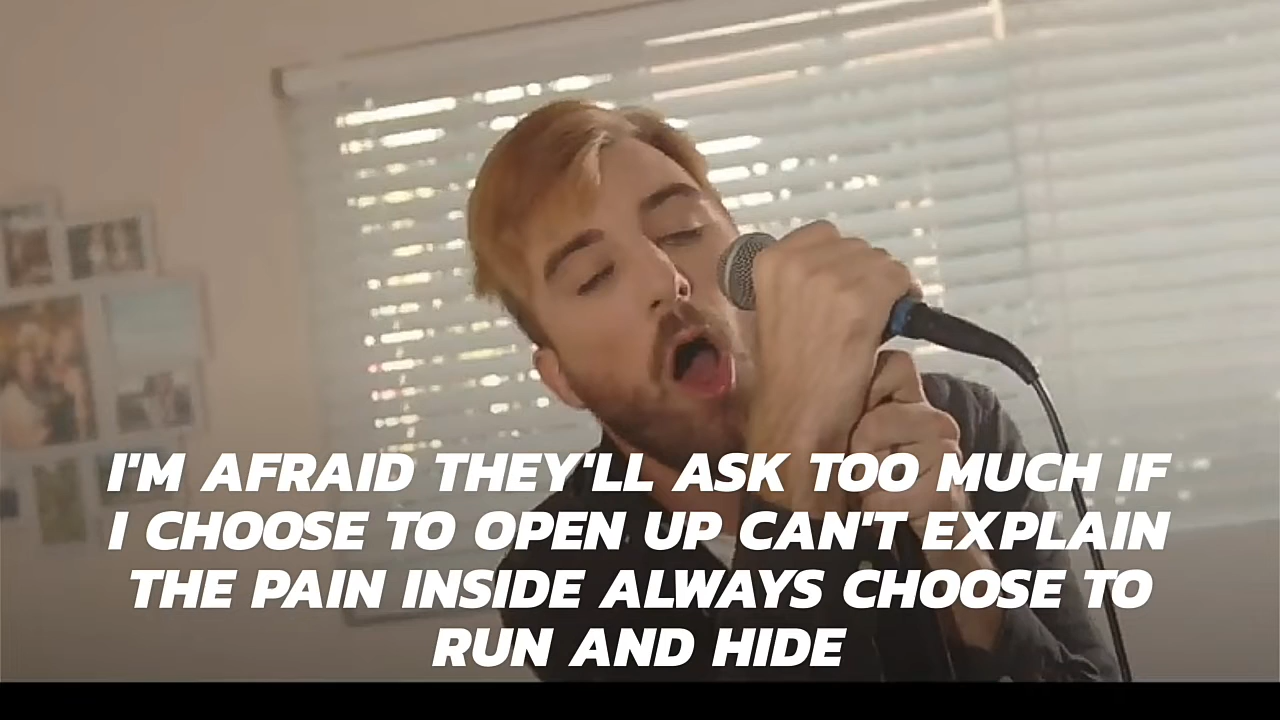 I'M AFRAID THEY'LL ASK TOO MUCH IF
I CHOOSE TO OPEN UP CAN'T EXPLAIN
THE PAIN INSIDE ALWAYS CHOOSE TO
RUN AND HIDE